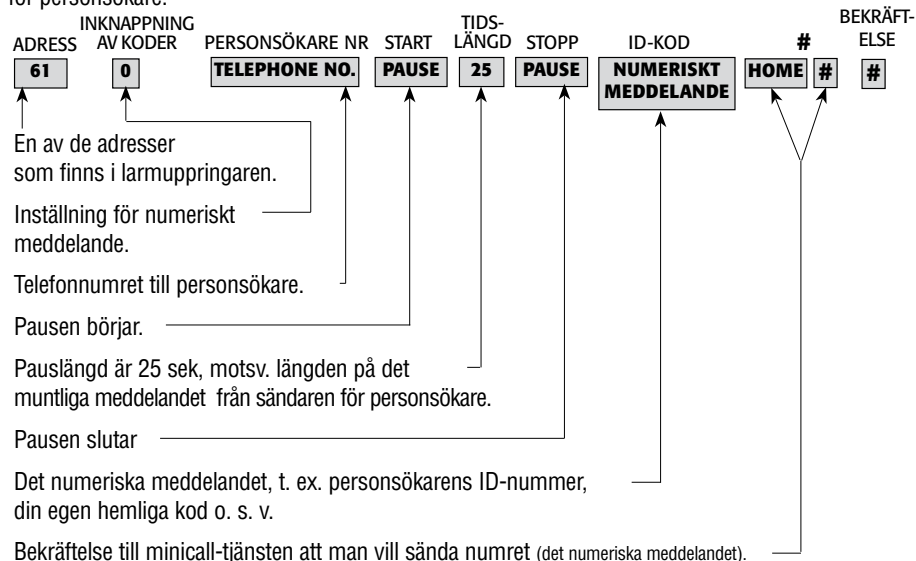 för personsökare.
INKNAPPNING TIDS- BEKRÄFT-
ADRESS AV KODER PERSONSÖKARE NR START LÄNGD STOPP ID-KOD # ELSE
61 0 TELEPHONE NO. PAUSE 25 PAUSE NUMERISKT HOME # #
MEDDELANDE
En av de adresser
som finns i larmuppringaren.
Inställning för numeriskt
meddelande.
Telefonnumret till personsökare.
Pausen börjar.
Pauslängd är 25 sek, motsv. längden på det
muntliga meddelandet från sändaren för personsökare.
Pausen slutar
Det numeriska meddelandet, t. ex. personsökarens ID-nummer,
din egen hemliga kod o. s. v.
Bekräftelse till minicall-tjänsten att man vill sända numret (det numeriska meddelandet).